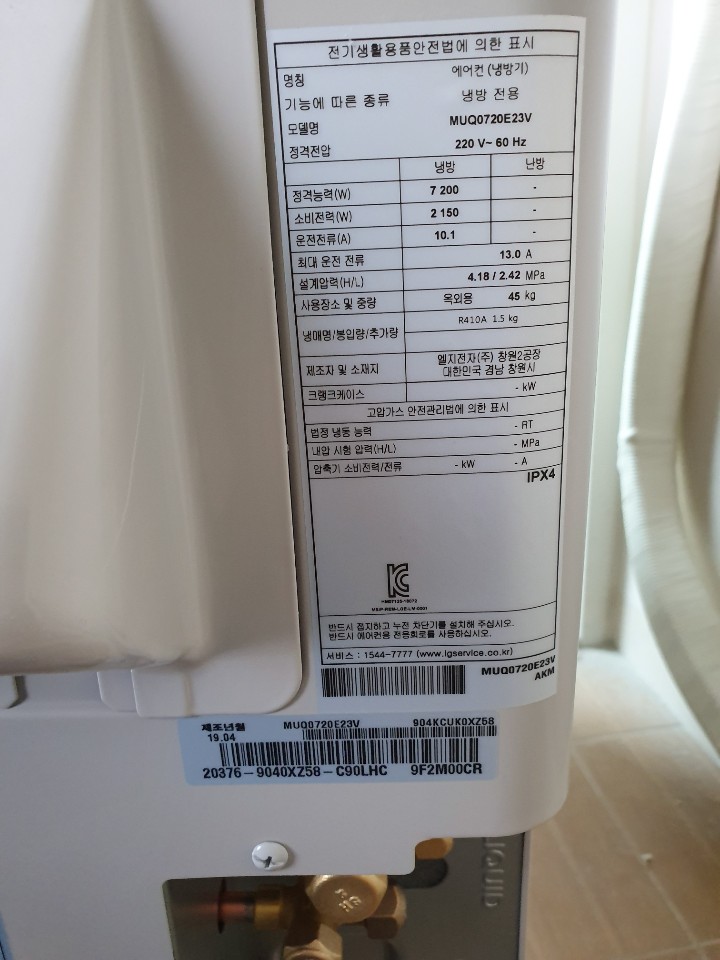 전기생활용품안전법에 의한 표시
명칭 에어컨(냉방기)
기능에 따른 종류 냉방 전용
모델명 MUQ0720E23V
정격전압 220 V~ 60 Hz
냉방 난방
정격능력(W) 7 200 -
소비전력(W) 2 150 -
운전전류(A) 10.1 -
최대 운전 전류 13.0 A
설계압력(H/L) 4.18 / 2.42 MPa
사용장소 및 중량 옥외용 45 kg
냉매명/봉입량/추가량 R410A 1.5 kg
제조자 및 소재지 엘지전자(주) 창원2공장
대한민국 경남 창원시
크랭크케이스 - kW
고압가스 안전관리법에 의한 표시
법정 냉동 능력 - RT
내압 시험 압력(H/L) - MPa
압축기 소비전력/전류 - kW - A
IPX4
반드시 접지하고 누전 차단기를 설치해 주십시오.
반드시 에어컨용 전용회로를 사용하십시오.
서비스 : 1544-7777 (www.lgservice.co.kr)
MUQ0720E23V
AKM
제조년월 MUQ0720E23V 904KCUK0XZ58
19.04
20376-9040XZ58-C90LHC 9F2M00CR